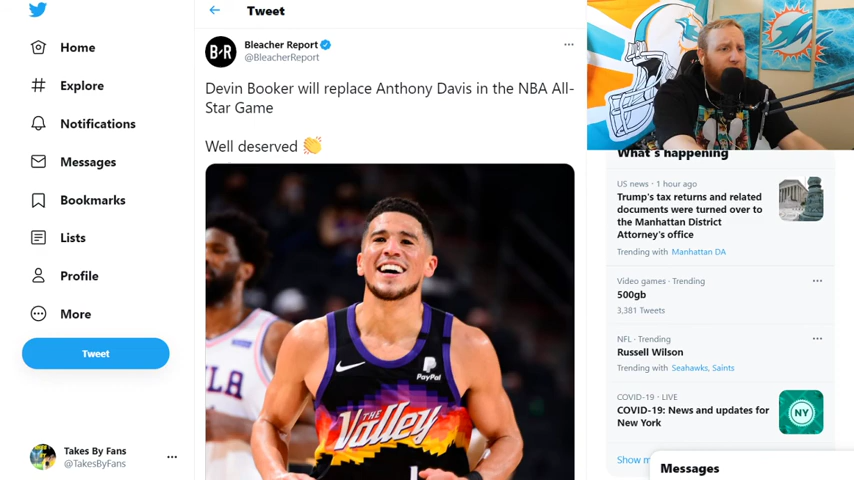 Home
Explore
Notifications
Messages
Bookmarks
Lists
Profile
More
Tweet
Takes By Fans
@TakesByFans
Tweet
B/R
Bleacher Report
@BleacherReport
Devin Booker will replace Anthony Davis in the NBA All-
Star Game
Well deserved 👏
PayPal
THE
Valley
What's happening
US news · 1 hour ago
Trump's tax returns and related
documents were turned over to
the Manhattan District
Attorney's office
Trending with Manhattan DA
Video games · Trending
500gb
3,381 Tweets
NFL · Trending
Russell Wilson
Trending with Seahawks, Saints
COVID-19 · LIVE
COVID-19: News and updates for
New York
NY
Show
Messages